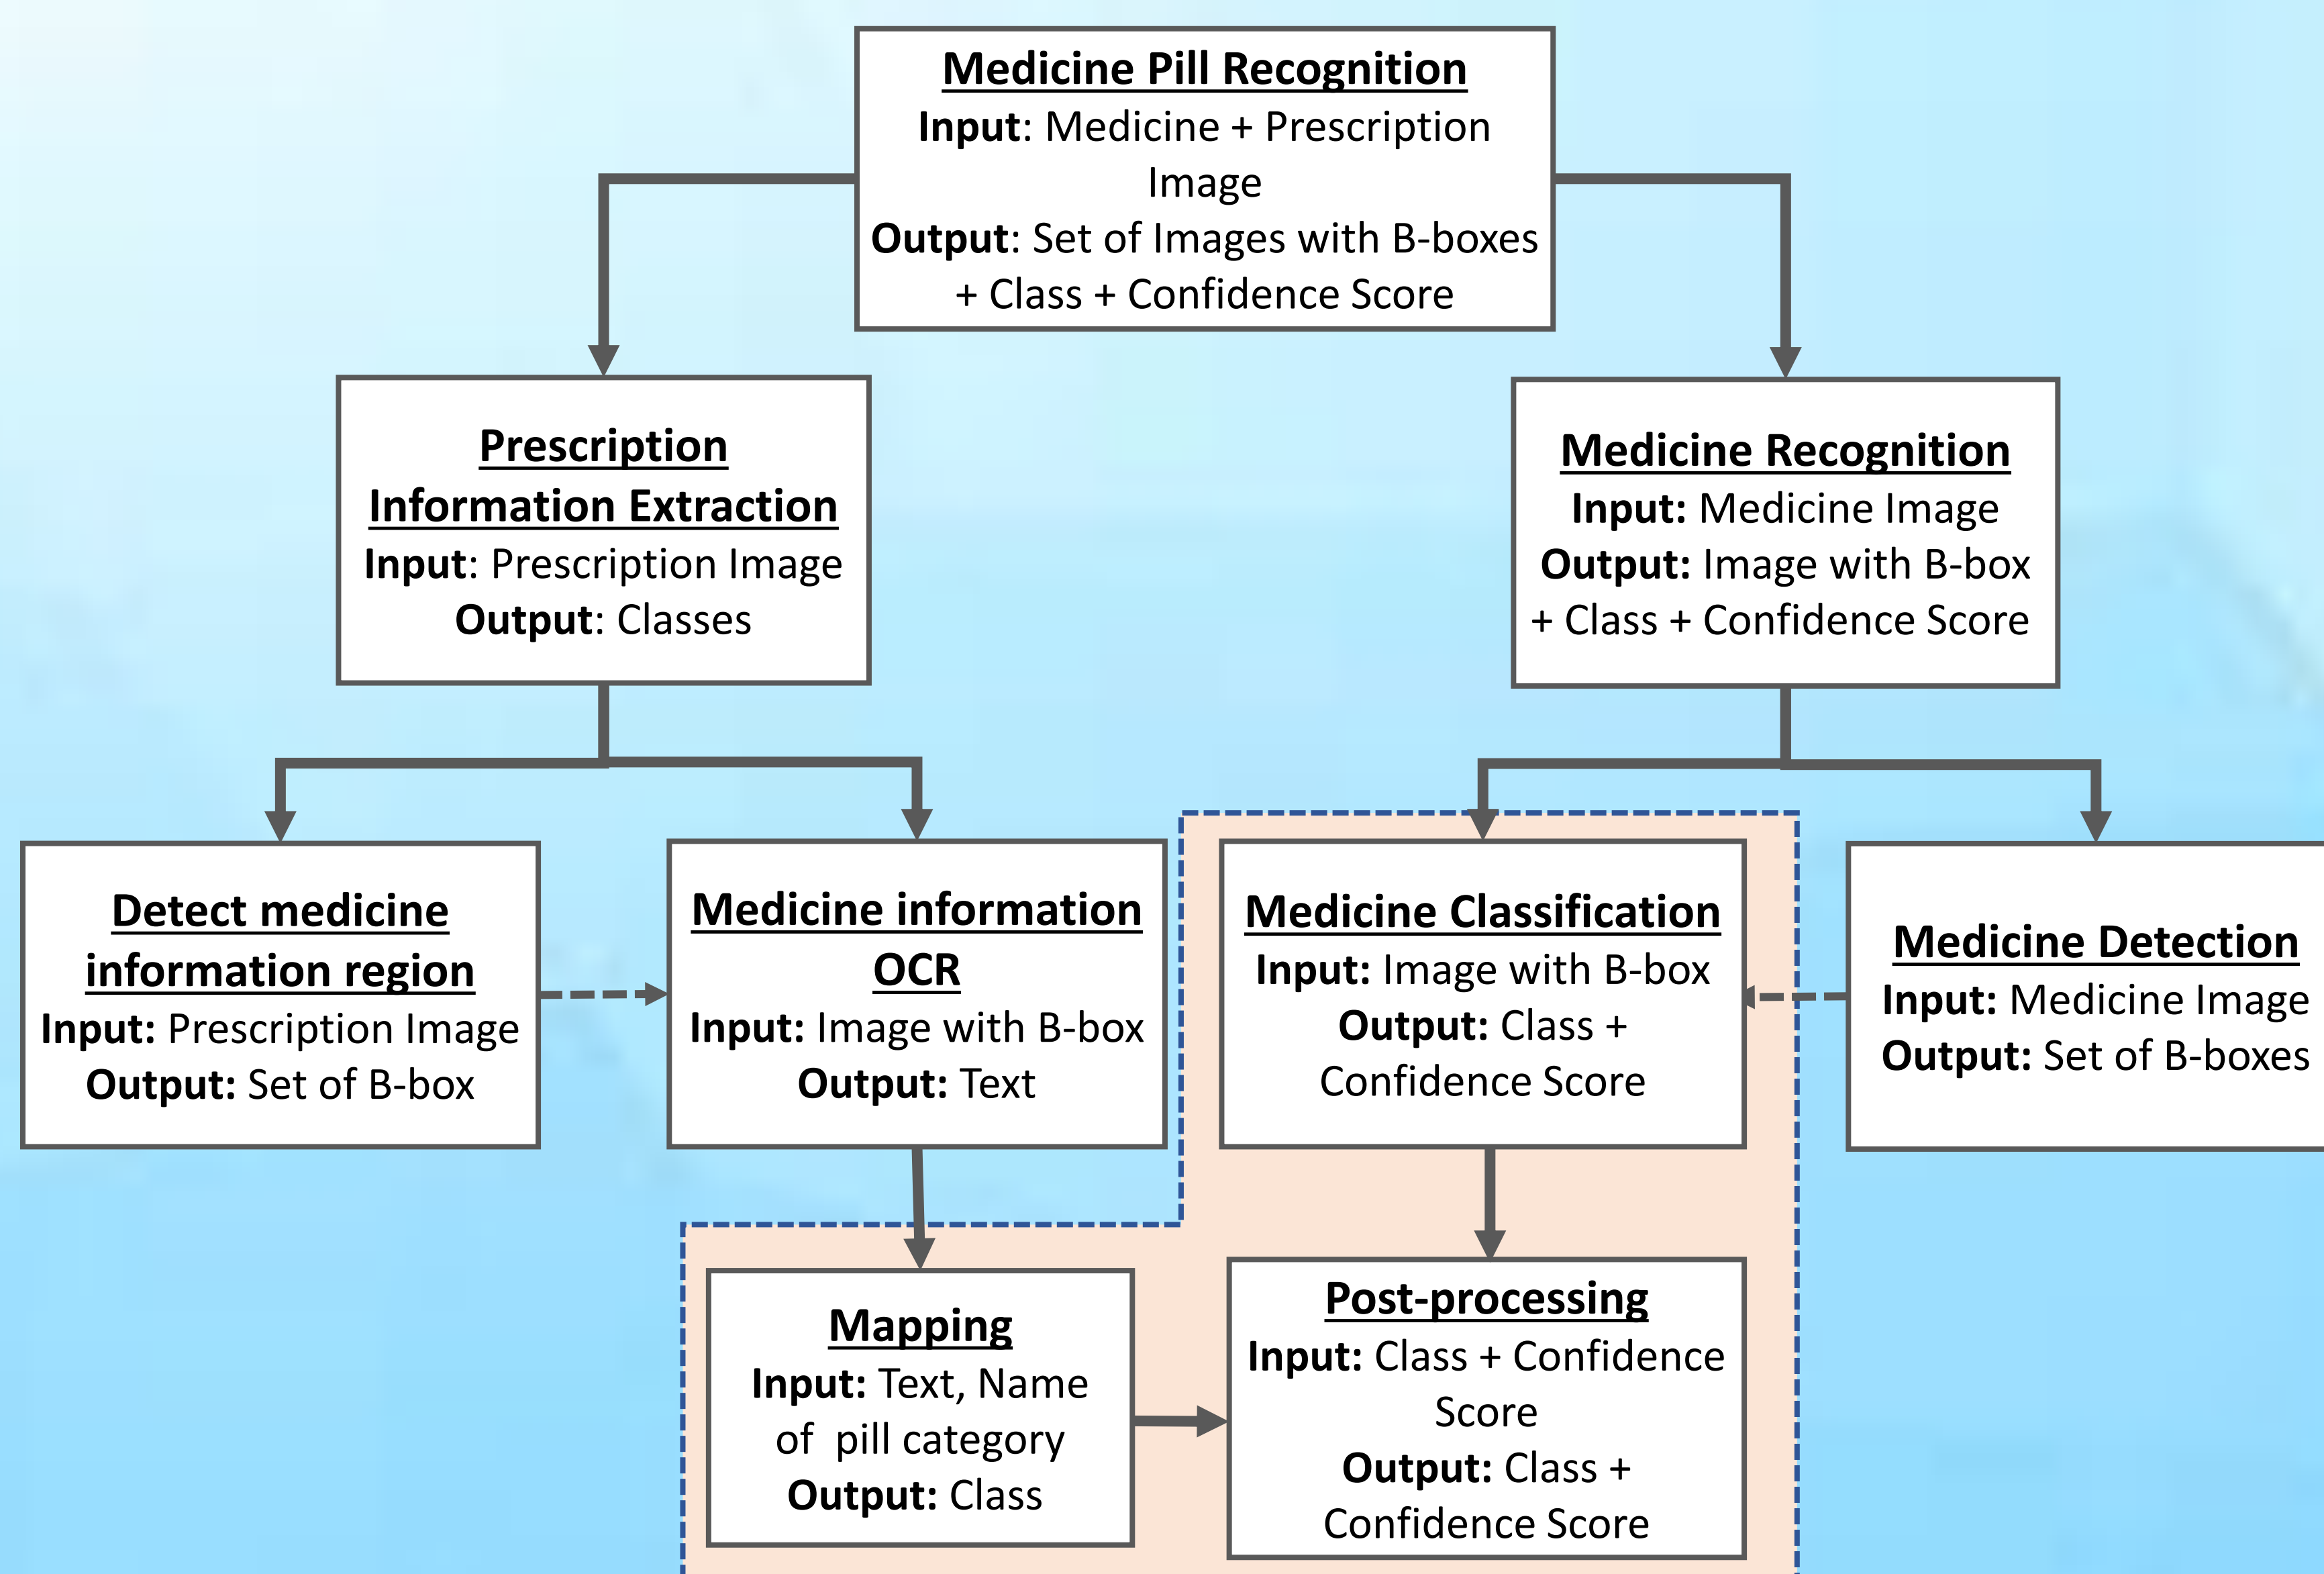 Medicine Pill Recognition
Input: Medicine + Prescription
Image
Output: Set of Images with B-boxes
+ Class + Confidence Score
Prescription
Information Extraction
Input: Prescription Image
Output: Classes
Medicine Recognition
Input: Medicine Image
Output: Image with B-box
+ Class + Confidence Score
Detect medicine
information region
Input: Prescription Image
Output: Set of B-box
Medicine information
OCR
Input: Image with B-box
Output: Text
Medicine Classification
Input: Image with B-box
Output: Class +
Confidence Score
Medicine Detection
Input: Medicine Image
Output: Set of B-boxes
Mapping
Input: Text, Name
of pill category
Output: Class
Post-processing
Input: Class + Confidence
Score
Output: Class +
Confidence Score